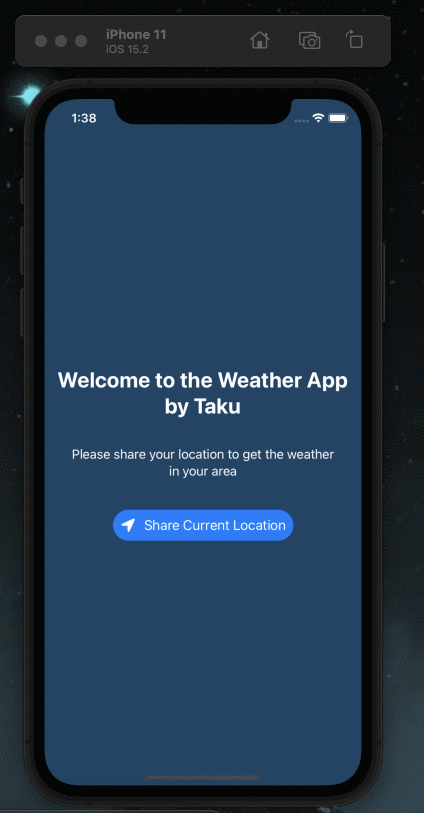 iPhone 11
iOS 15.2
1:38
Welcome to the Weather App
by Taku
Please share your location to get the weather
in your area
Share Current Location